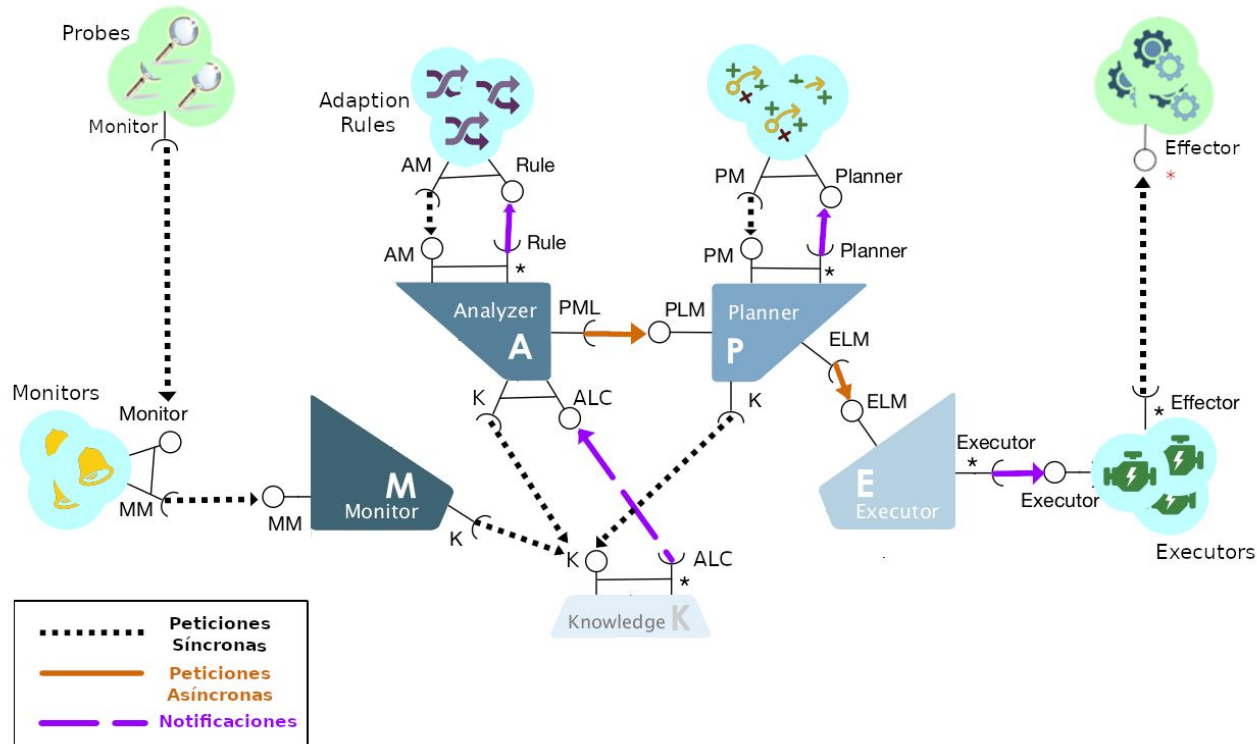 Probes
Monitor
Adaption
Rules
AM
Rule
PM
Planner
Effector
*
AM
Rule
*
PM
Planner
*
Analyzer
A
PML
PLM
Planner
P
ELM
K
ALC
K
ELM
Monitors
Monitor
MM
MM
M
Monitor
K
Executor
*
E
Executor
Executor
* Effector
Executors
K
ALC
*
Knowledge K
Peticiones
Síncronas
Peticiones
Asíncronas
Notificaciones